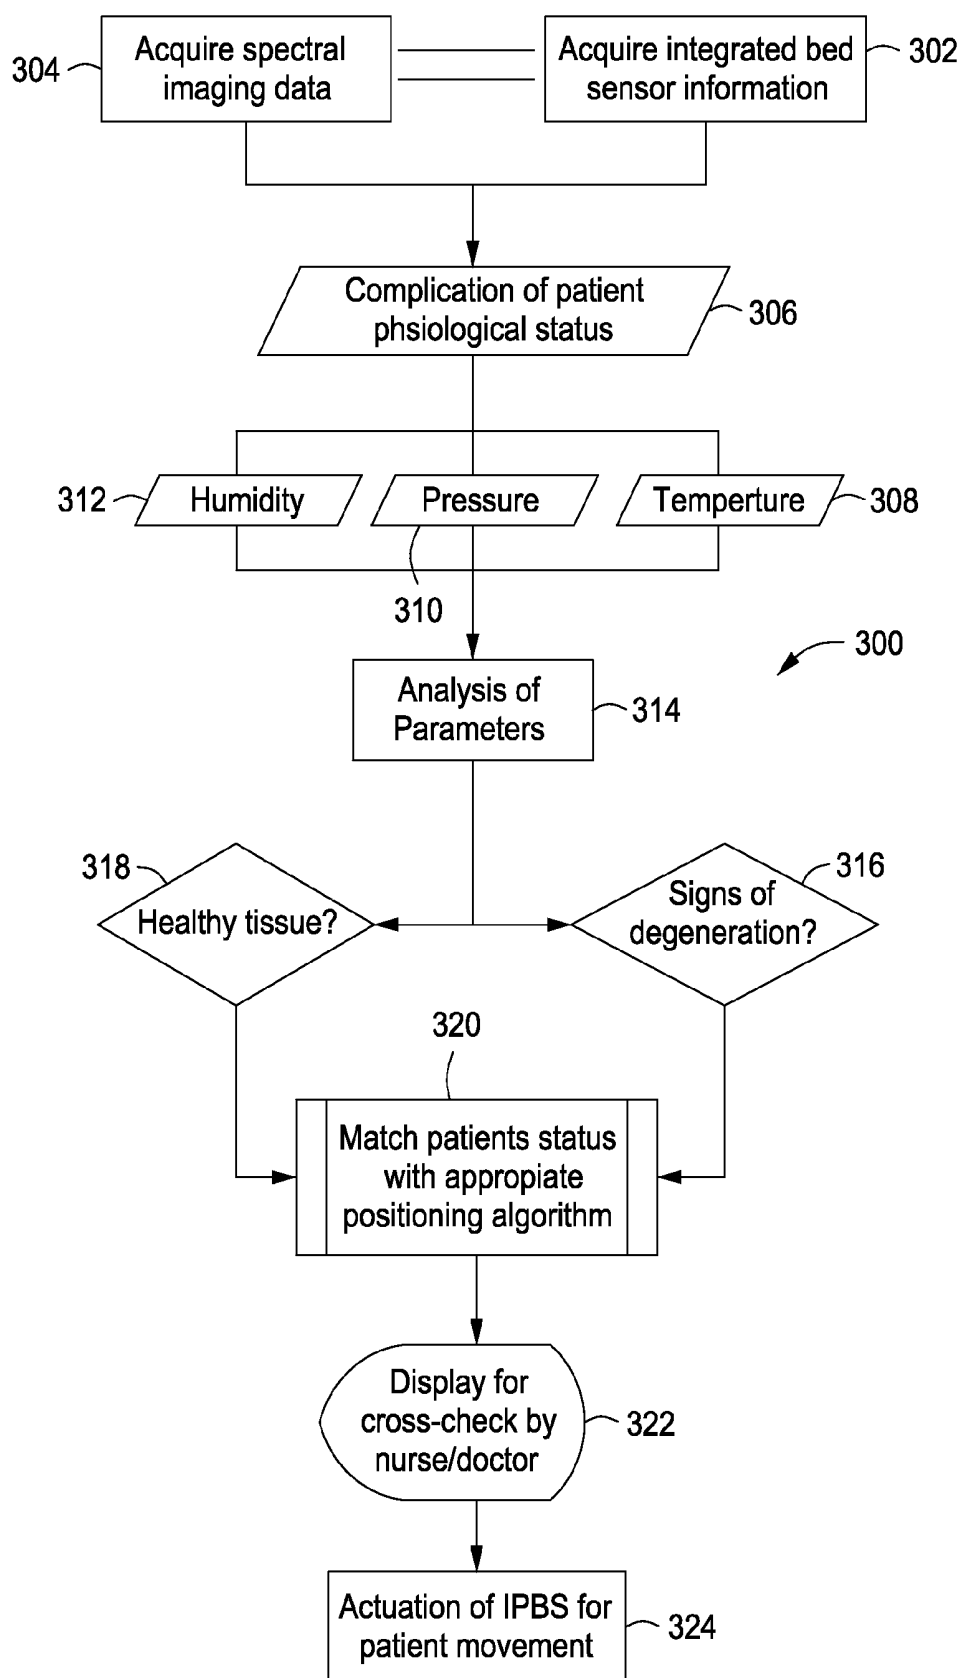 304
Acquire spectral
imaging data
Acquire integrated bed
sensor information
302
Complication of patient
phsiological status
306
312
Humidity
Pressure
Temperture
308
310
300
Analysis of
Parameters
314
318
Healthy tissue?
316
Signs of
degeneration?
320
Match patients status
with appropiate
positioning algorithm
Display for
cross-check by
nurse/doctor
322
Actuation of IPBS for
patient movement
324